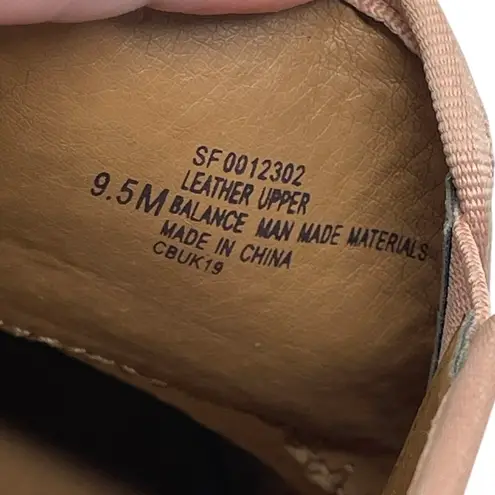 SF0012302
LEATHER UPPER
9.5M BALANCE MAN MADE MATERIALS
MADE IN CHINA
CBUK19